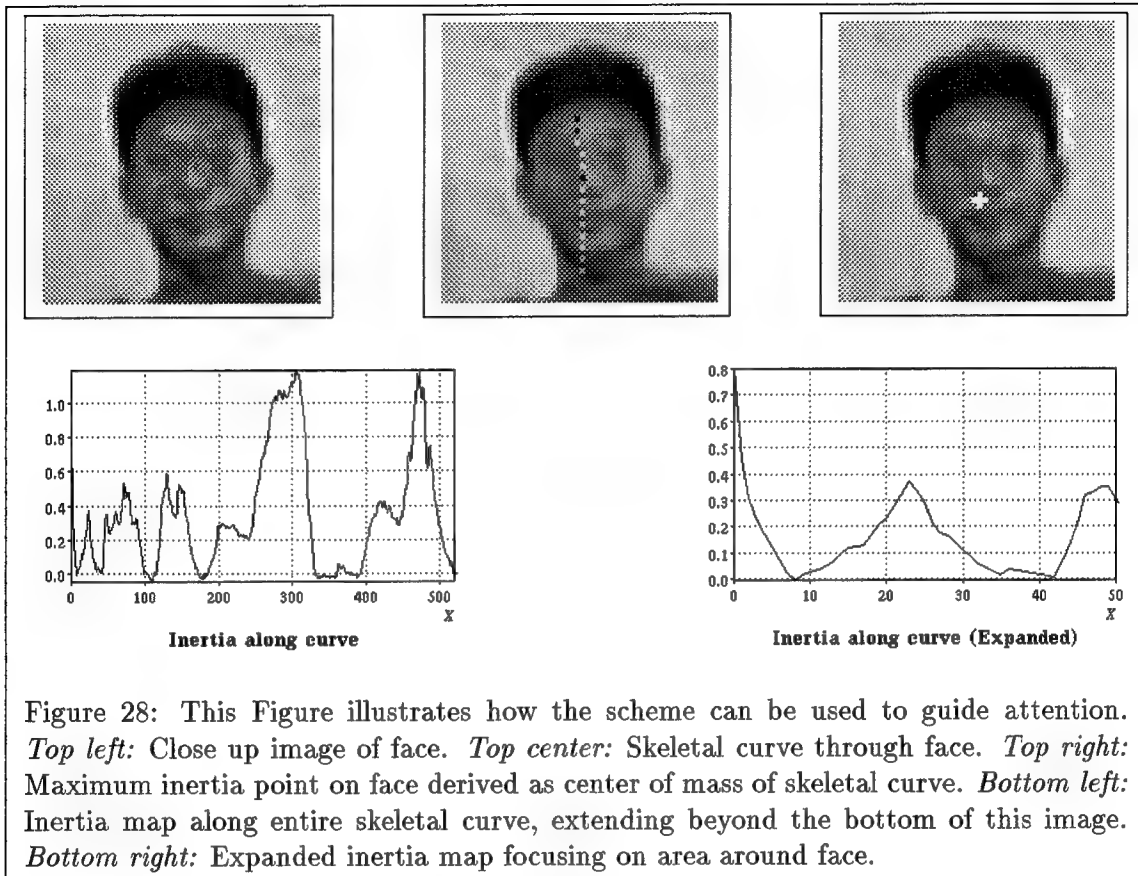 1.0
0.8
0.6
0.4
0.2
0.0
0 100 200 300 400 500
X
Inertia along curve
0.8
0.7
0.6
0.5
0.4
0.3
0.2
0.1
0.0
0 10 20 30 40 50
X
Inertia along curve (Expanded)
Figure 28: This Figure illustrates how the scheme can be used to guide attention.
Top left: Close up image of face. Top center: Skeletal curve through face. Top right:
Maximum inertia point on face derived as center of mass of skeletal curve. Bottom left:
Inertia map along entire skeletal curve, extending beyond the bottom of this image.
Bottom right: Expanded inertia map focusing on area around face.